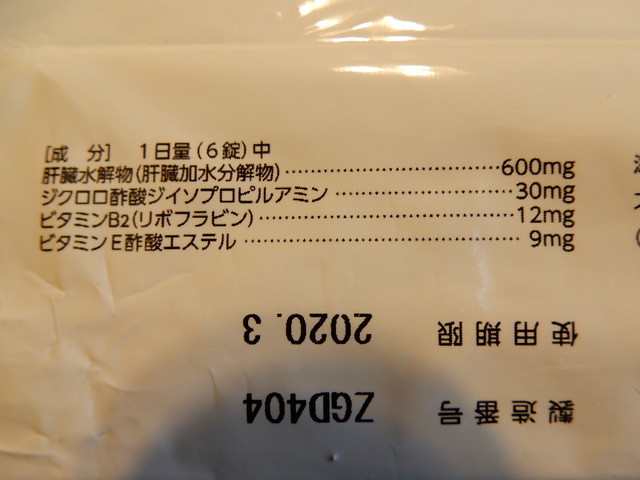 [成 分] 1日量(6錠)中
肝臓水解物(肝臓加水分解物)……………………………600mg
ジクロロ酢酸ジイソプロピルアミン……………………30mg
ビタミンB2(リボフラビン)………………………………12mg
ビタミンE酢酸エステル…………………………………9mg
使用期限 2020.3
製造番号 ZGD404